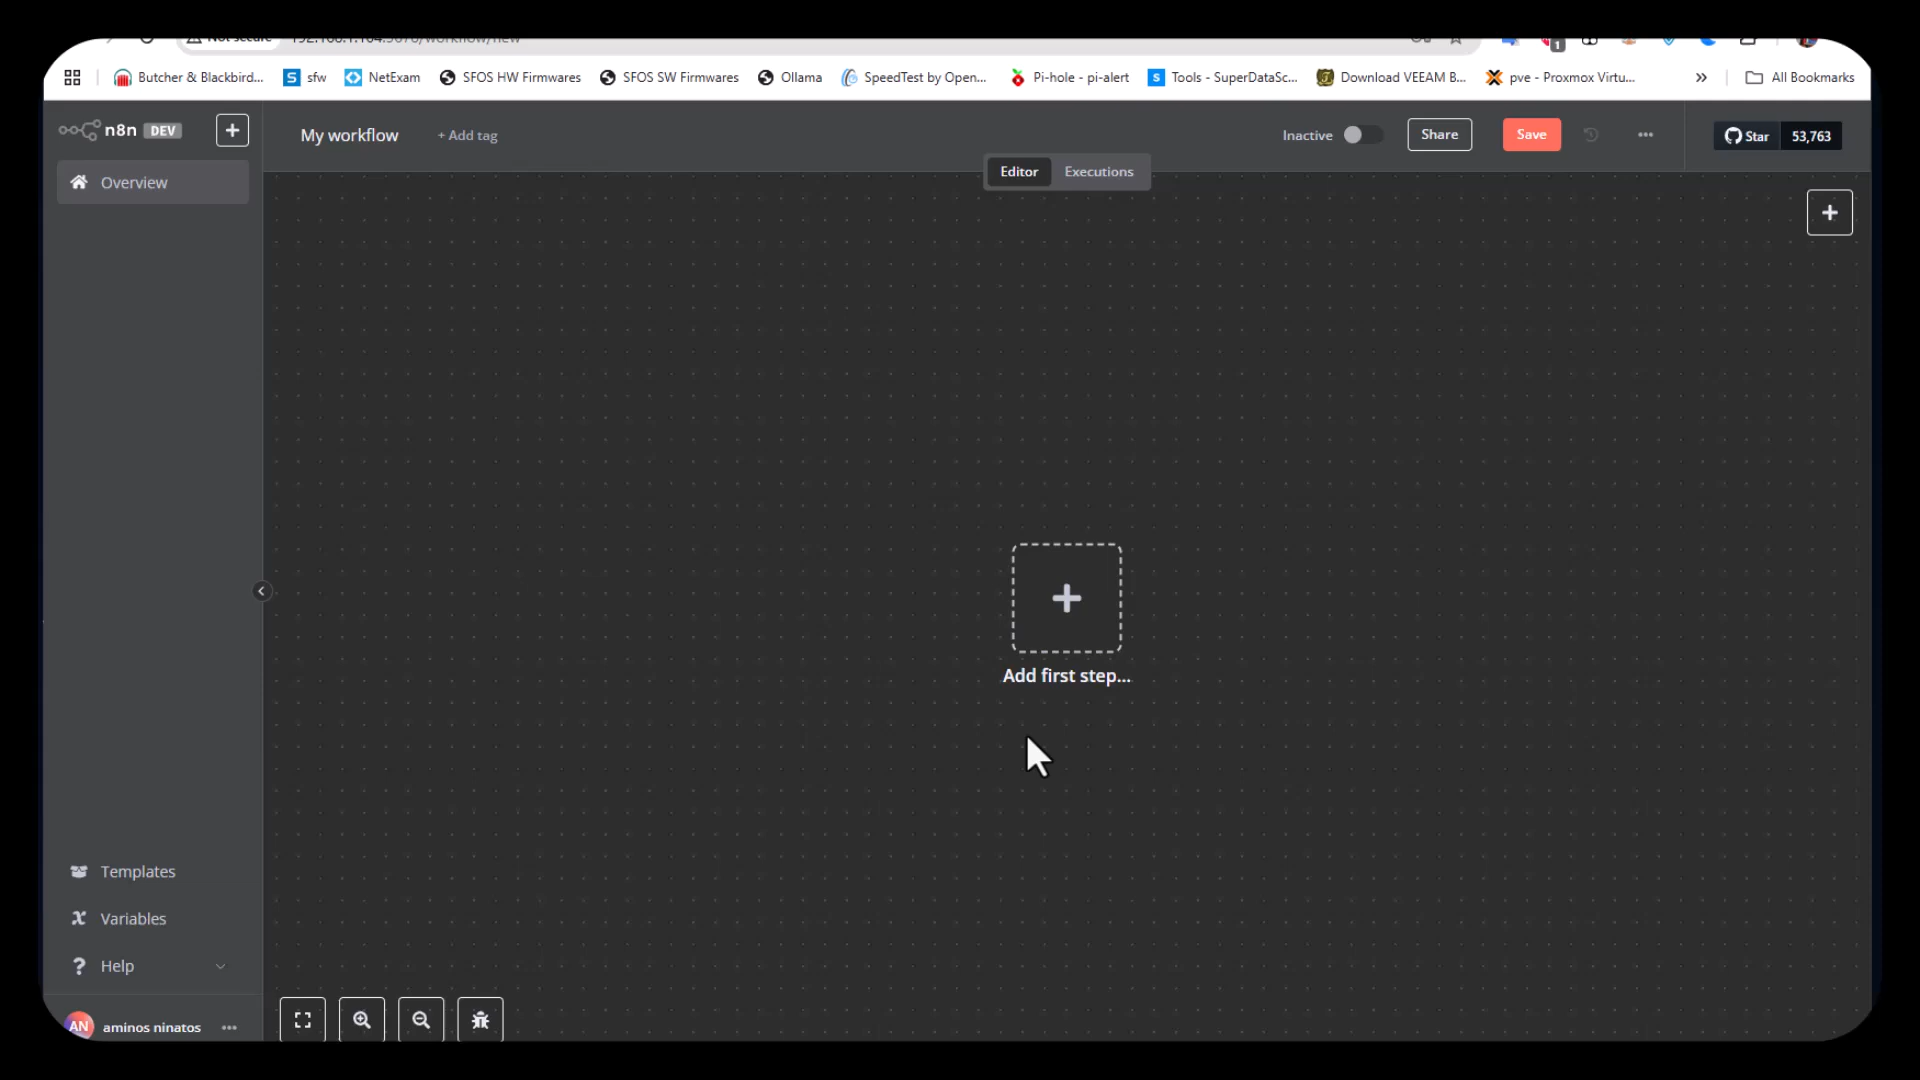 Butcher & Blackbird...
sfw
NetExam
SFOS HW Firmwares
SFOS SW Firmwares
Ollama
SpeedTest by Open...
Pi-hole - pi-alert
Tools - SuperDataSc...
Download VEEAM B...
pve - Proxmox Virtu...
»
All Bookmarks
1
n8n DEV
My workflow
+ Add tag
Inactive
Share
Save
Star
53,763
Editor
Executions
Overview
Add first step...
Templates
Variables
Help
AN
aminos ninatos